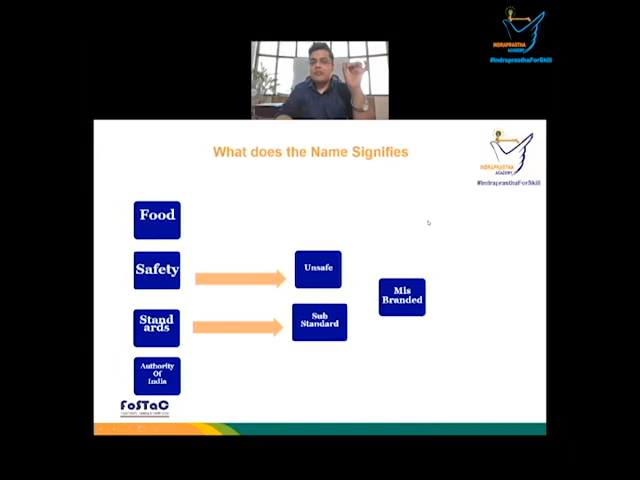 INDRAPRASTHA
ACADEMY
#IndraprasthaForSkill
What does the Name Signifies
INDRAPRASTHA
ACADEMY
#IndraprasthaForSkill
Food
Safety
Unsafe
Mis
Branded
Stand
ards
Sub
Standard
Authority
Of
India
FoSTaC